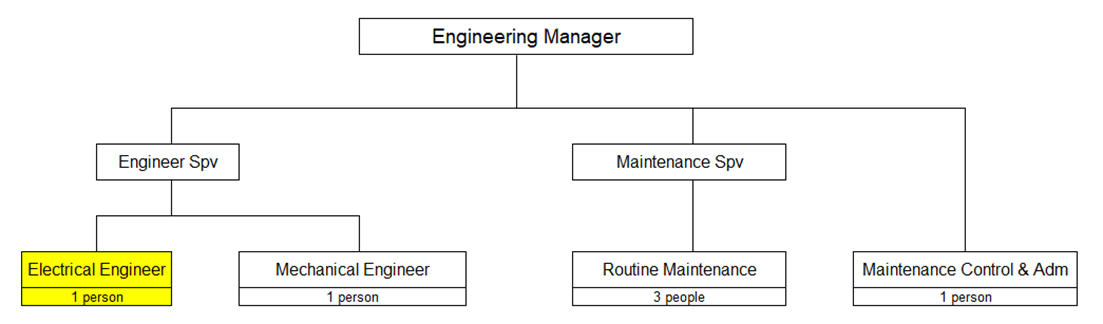 Engineering Manager
Engineer Spv
Maintenance Spv
Electrical Engineer
1 person
Mechanical Engineer
1 person
Routine Maintenance
3 people
Maintenance Control & Adm
1 person